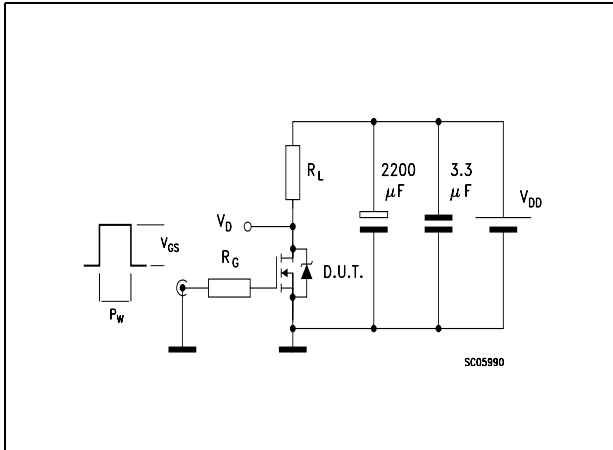 R_L
2200
μF
3.3
μF
V_DD
V_D
V_GS
R_G
D.U.T.
P_W
SC05990